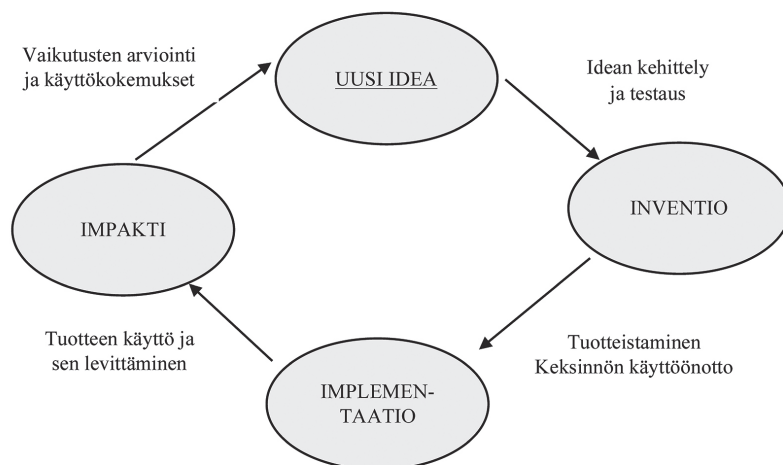 Vaikutusten arviointi
ja käyttökokemukset
UUSI IDEA
Idean kehittely
ja testaus
IMPAKTI
INVENTIO
Tuotteen käyttö ja
sen levittäminen
Tuotteistaminen
Keksinnön käyttöönotto
IMPLEMEN-
TAATIO